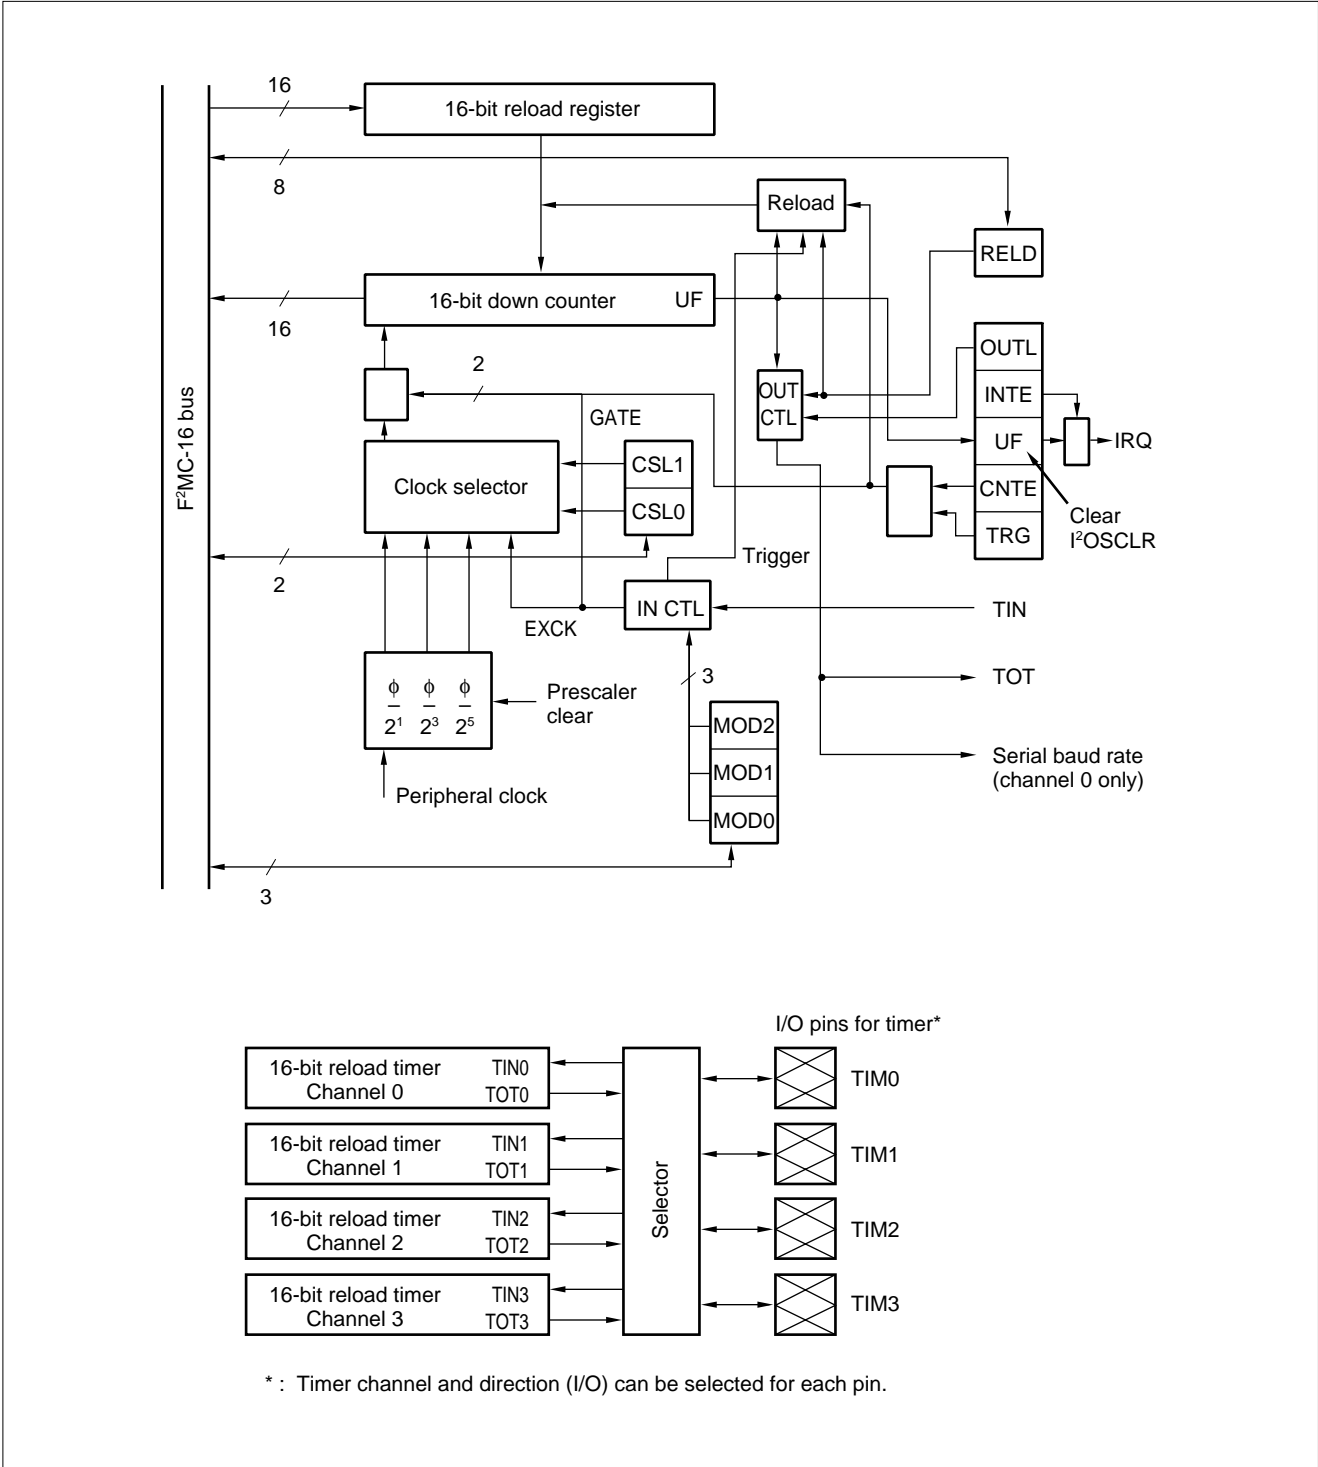 16
16-bit reload register
8
Reload
RELD
16-bit down counter UF
16
OUTL
2
OUT
CTL
INTE
GATE
UF
IRQ
F²MC-16 bus
Clock selector
CSL1
CSL0
CNTE
Clear
I²OSCLR
TRG
2
Trigger
IN CTL
TIN
EXCK
3
TOT
φ φ φ
2¹ 2³ 2⁵
Prescaler
clear
MOD2
MOD1
MOD0
Serial baud rate
(channel 0 only)
Peripheral clock
3
I/O pins for timer*
16-bit reload timer TIN0
Channel 0 TOT0
TIM0
16-bit reload timer TIN1
Channel 1 TOT1
TIM1
Selector
16-bit reload timer TIN2
Channel 2 TOT2
TIM2
16-bit reload timer TIN3
Channel 3 TOT3
TIM3
* : Timer channel and direction (I/O) can be selected for each pin.